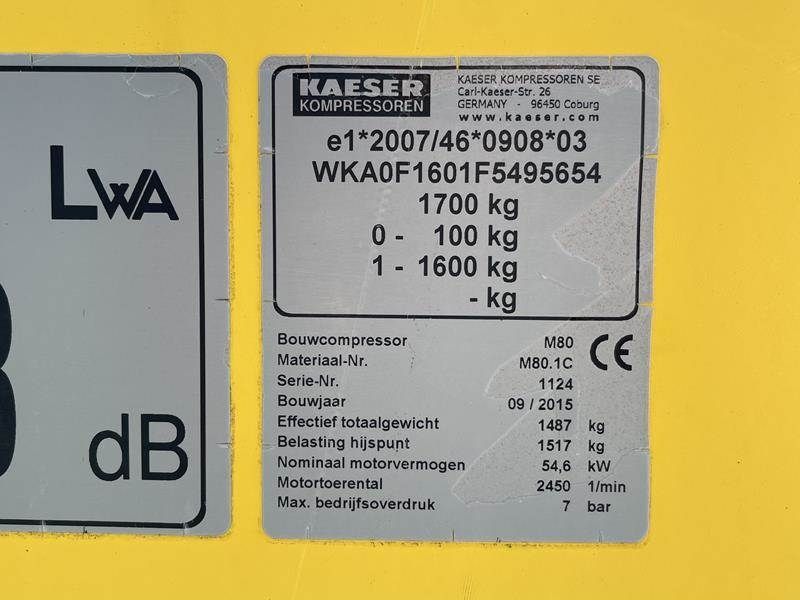 LWA
dB
KAESER
KOMPRESSOREN
KAESER KOMPRESSOREN SE
Carl-Kaeser-Str. 26
GERMANY - 96450 Coburg
www.kaeser.com
e1*2007/46*0908*03
WKA0F1601F5495654
1700 kg
0 - 100 kg
1 - 1600 kg
- kg
Bouwcompressor M80
CE
Materiaal-Nr. M80.1C
Serie-Nr. 1124
Bouwjaar 09 / 2015
Effectief totaalgewicht 1487 kg
Belasting hijspunt 1517 kg
Nominaal motorvermogen 54,6 kW
Motortoerental 2450 1/min
Max. bedrijfsoverdruk 7 bar